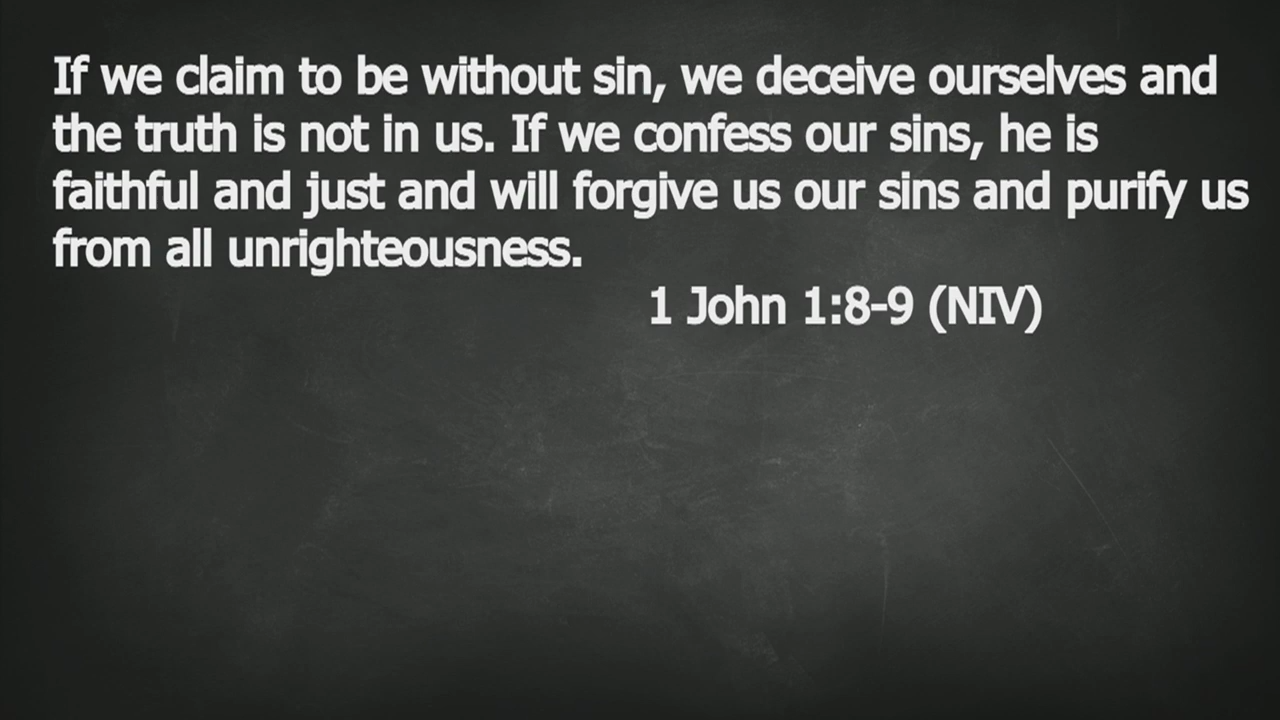 If we claim to be without sin, we deceive ourselves and
the truth is not in us. If we confess our sins, he is
faithful and just and will forgive us our sins and purify us
from all unrighteousness.
1 John 1:8-9 (NIV)